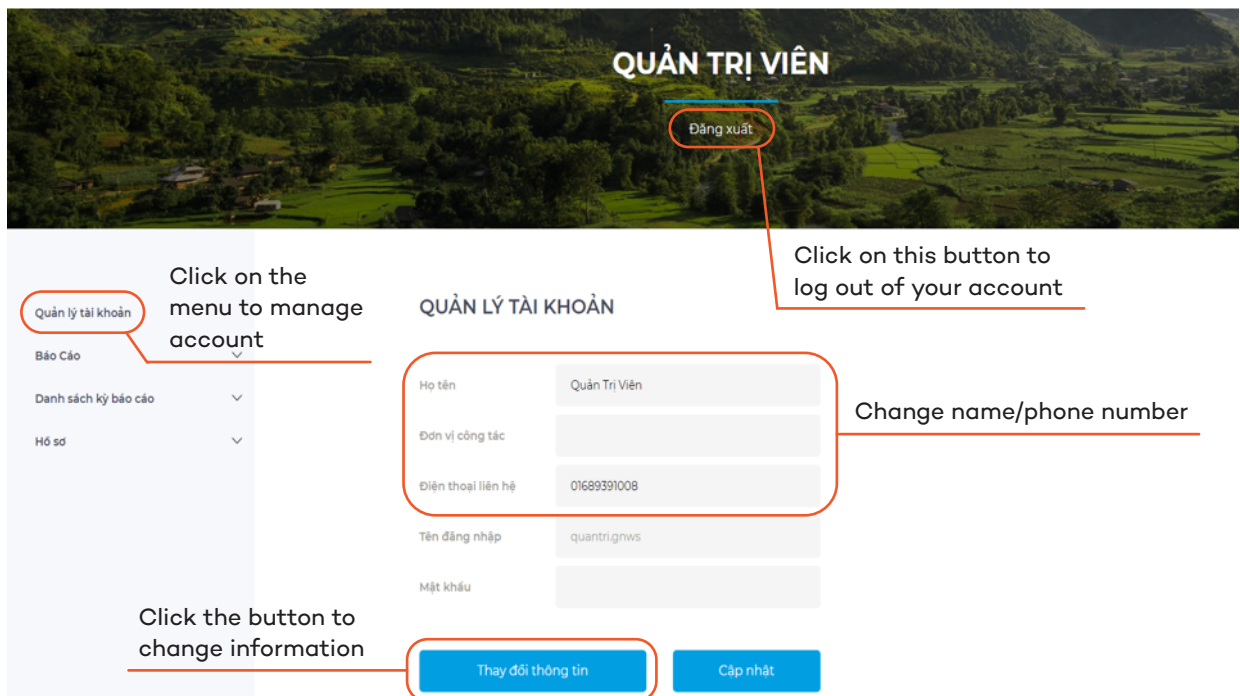 QUẢN TRỊ VIÊN
Đăng xuất
Click on this button to
log out of your account
Click on the
menu to manage
account
Quản lý tài khoản
Báo Cáo
Danh sách kỳ báo cáo
Hồ sơ
QUẢN LÝ TÀI KHOẢN
Họ tên
Quản Trị Viên
Đơn vị công tác
Điện thoại liên hệ
01689391008
Change name/phone number
Tên đăng nhập
quantri.gnws
Mật khẩu
Click the button to
change information
Thay đổi thông tin
Cập nhật